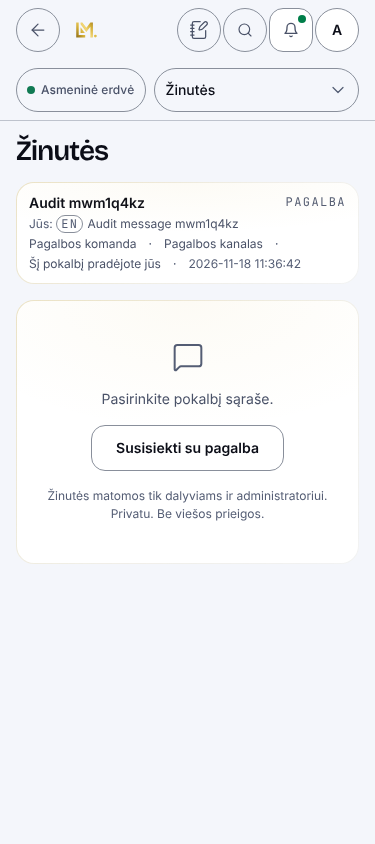 LM.
A
Asmeninė erdvė
Žinutės
Žinutės
Audit mwm1q4kz
PAGALBA
Jūs: EN Audit message mwm1q4kz
Pagalbos komanda · Pagalbos kanalas ·
Šį pokalbį pradėjote jūs · 2026-11-18 11:36:42
Pasirinkite pokalbį sąraše.
Susisiekti su pagalba
Žinutės matomos tik dalyviams ir administratoriui.
Privatu. Be viešos prieigos.